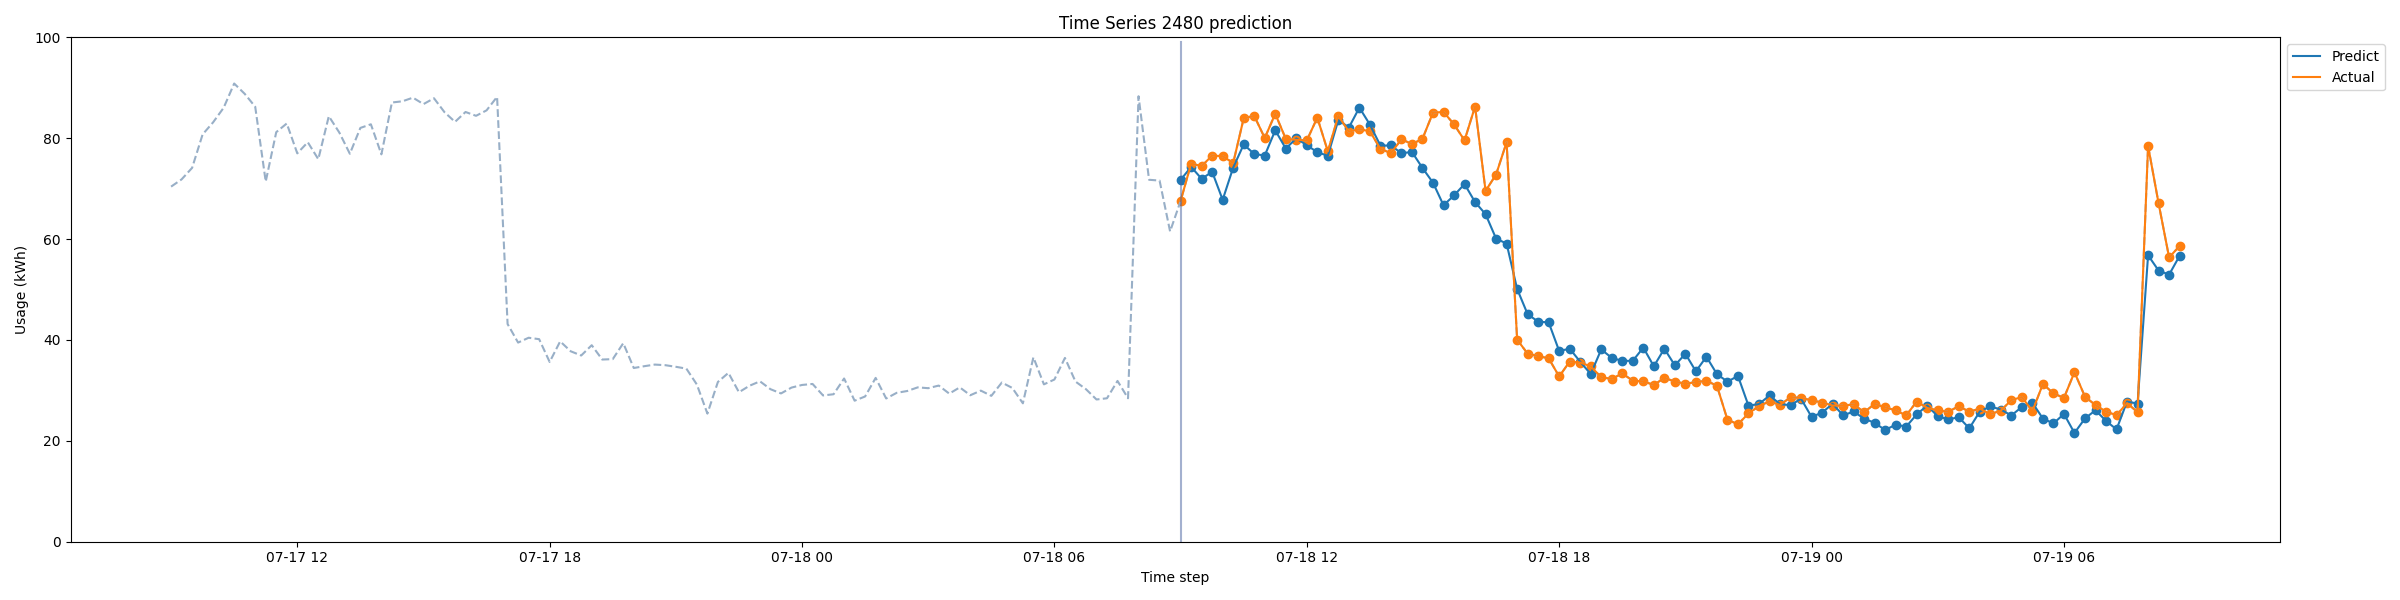 Time Series 2480 prediction
100
80
60
40
20
0
Usage (kWh)
Predict
Actual
07-17 12
07-17 18
07-18 00
07-18 06
07-18 12
07-18 18
07-19 00
07-19 06
Time step